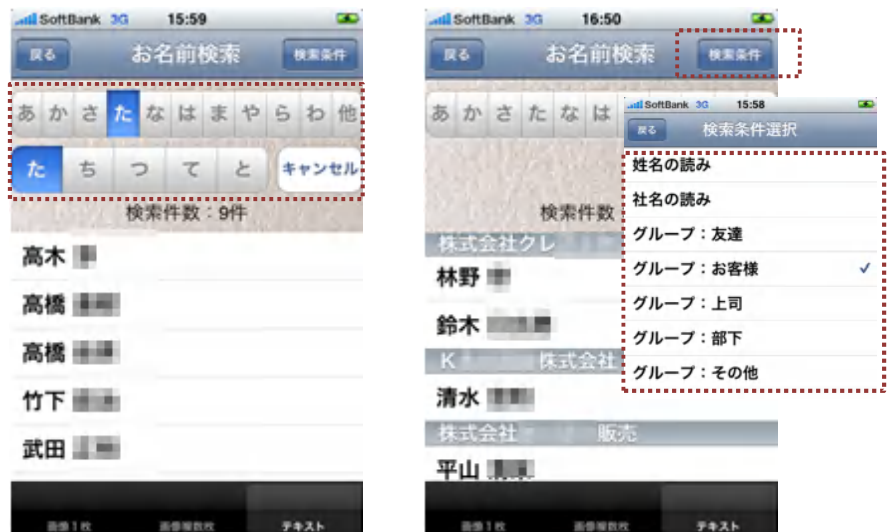 SoftBank 3G 15:59
戻る お名前検索 検索条件
あ か さ た な は ま や ら わ 他
た ち つ て と キャンセル
検索件数：9件
高木
高橋
高橋
竹下
武田
画像1枚 画像複数枚 テキスト
SoftBank 3G 16:50
戻る お名前検索 検索条件
あ か さ た な は
検索件数
株式会社クレ
林野
鈴木
K 株式会社
清水
株式会社 販売
平山
画像1枚 画像複数枚 テキスト
SoftBank 3G 15:58
戻る 検索条件選択
姓名の読み
社名の読み
グループ：友達
グループ：お客様
グループ：上司
グループ：部下
グループ：その他